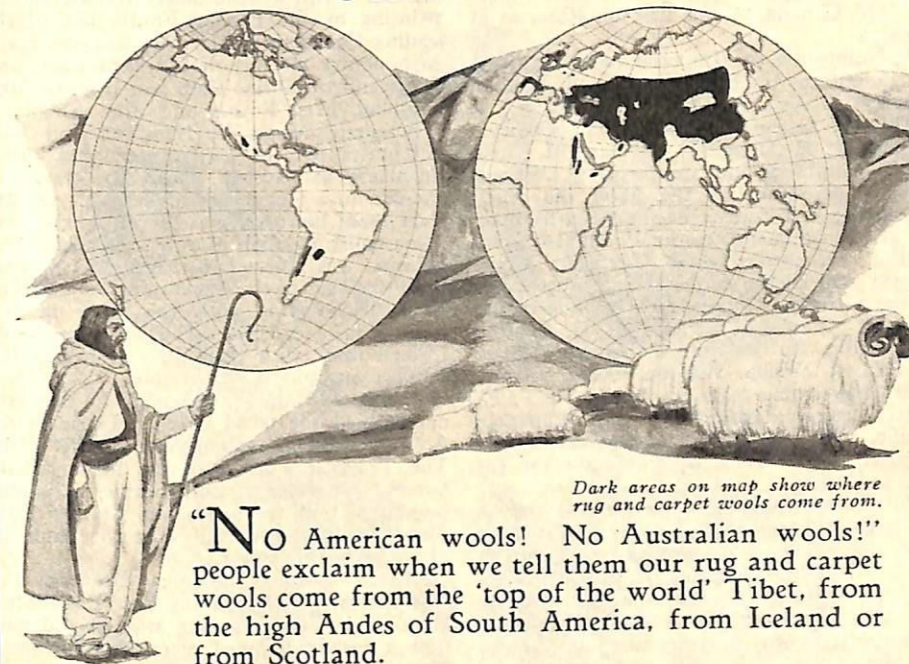 Dark areas on map show where
rug and carpet wools come from.
“No American wools! No Australian wools!”
people exclaim when we tell them our rug and carpet
wools come from the ‘top of the world’ Tibet, from
the high Andes of South America, from Iceland or
from Scotland.